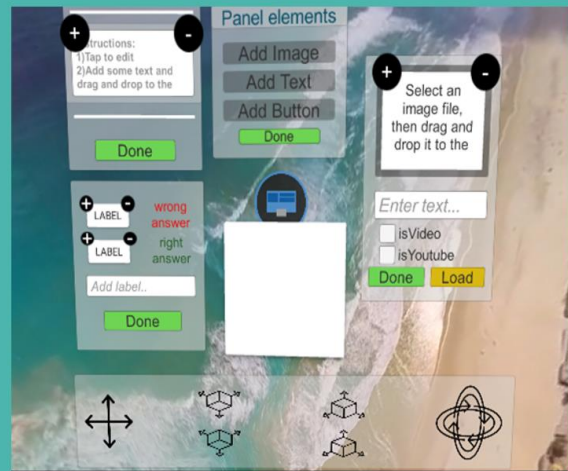 +
-
structions:
1)Tap to edit
2)Add some text and
drag and drop to the
Done
Panel elements
Add Image
Add Text
Add Button
Done
+
-
Select an
image file,
then drag and
drop it to the
Enter text...
isVideo
isYoutube
Done
Load
+
-
LABEL
wrong
answer
+
-
LABEL
right
answer
Add label..
Done